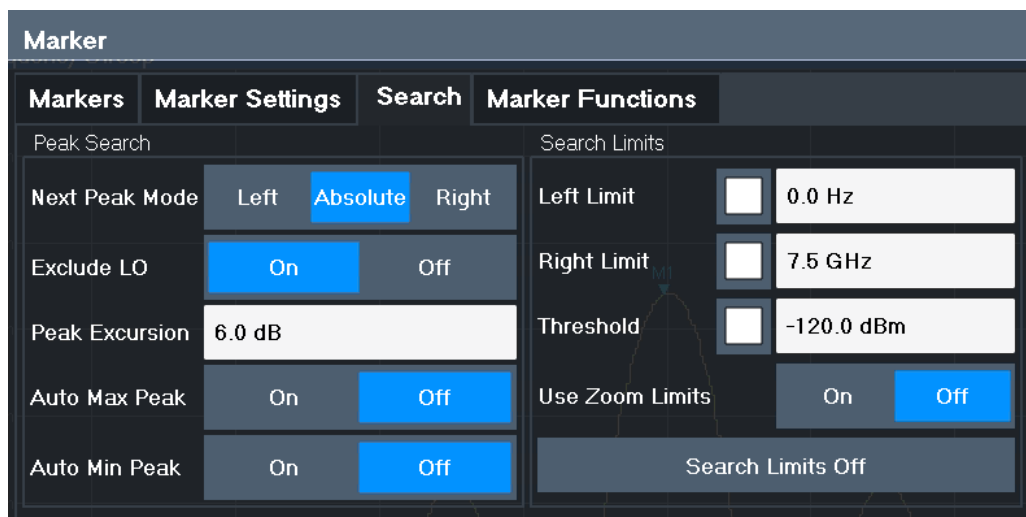 Marker
Markers Marker Settings Search Marker Functions
Peak Search
Next Peak Mode Left Absolute Right
Exclude LO On Off
Peak Excursion 6.0 dB
Auto Max Peak On Off
Auto Min Peak On Off
Search Limits
Left Limit 0.0 Hz
Right Limit 7.5 GHz
M1
Threshold -120.0 dBm
Use Zoom Limits On Off
Search Limits Off